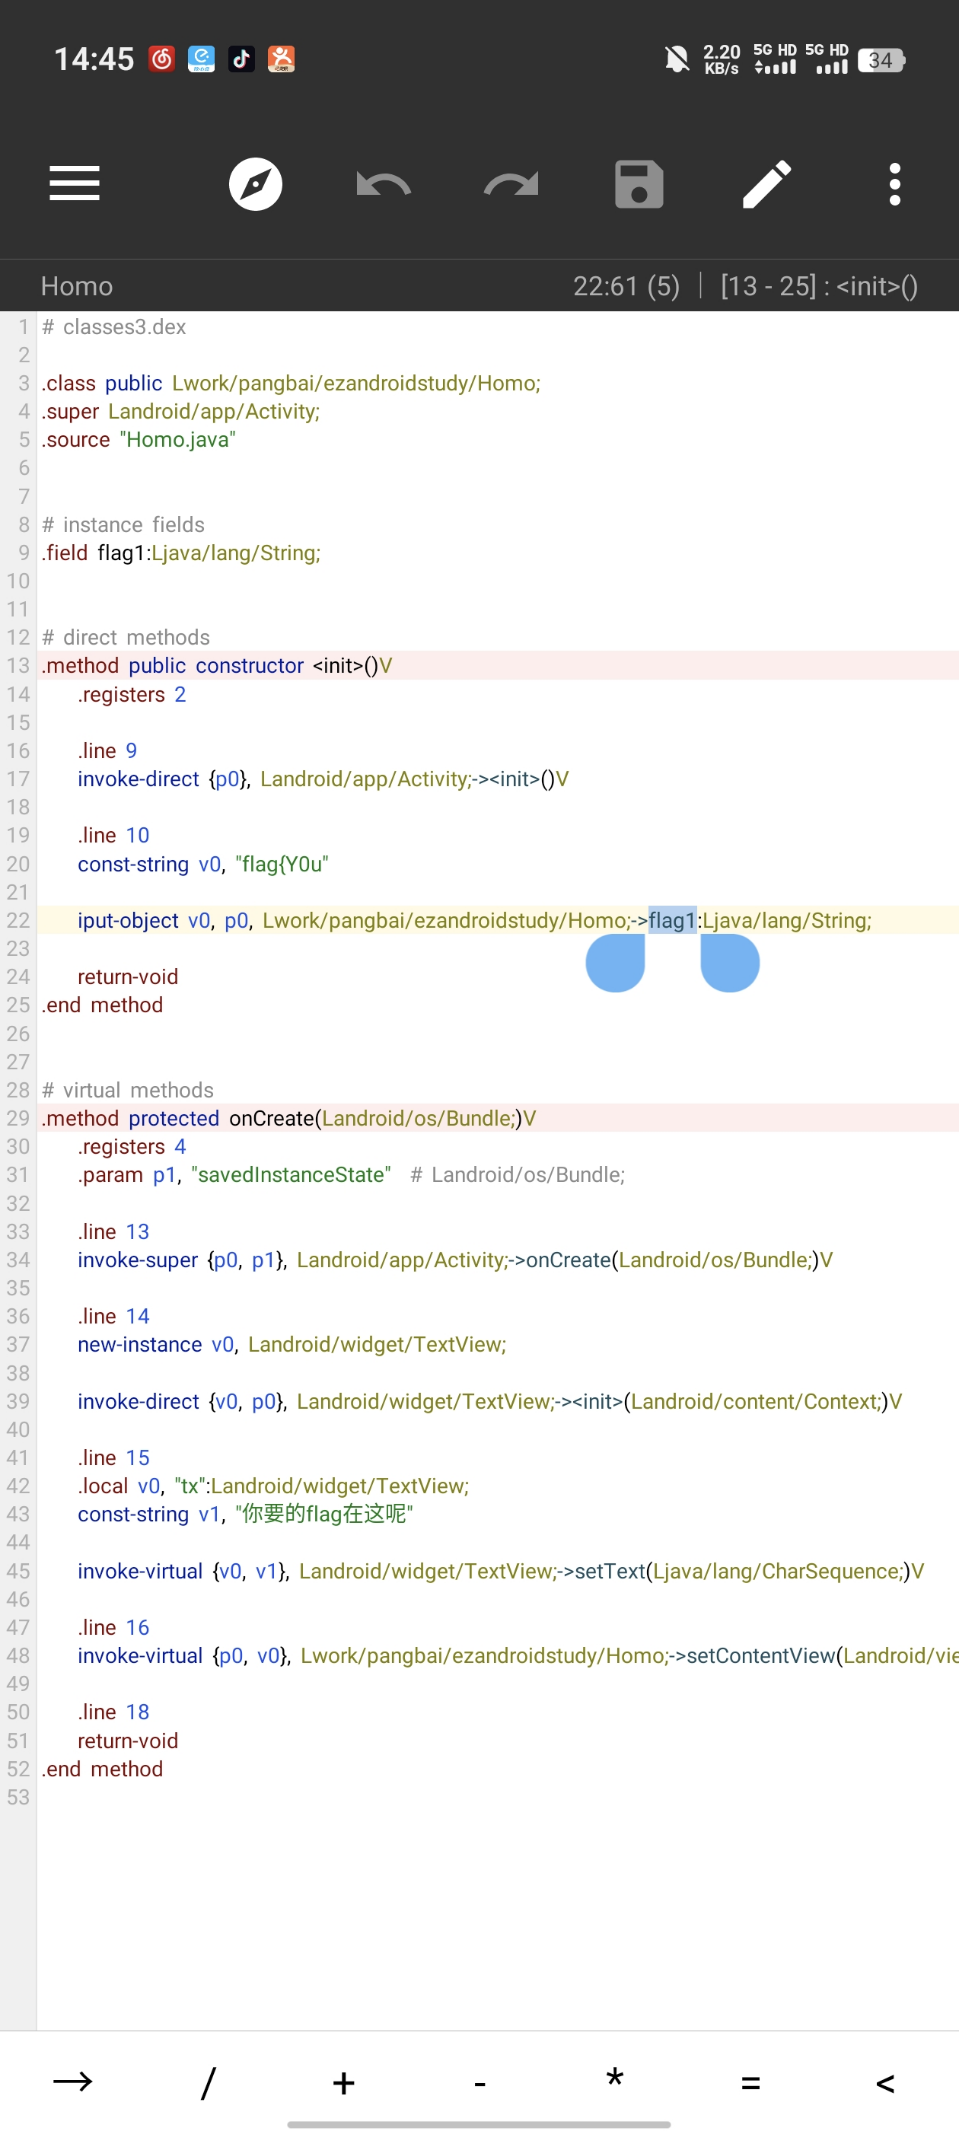 14:45 2.20 KB/s 5G HD 5G HD 34
Homo 22:61 (5) | [13 - 25] : <init>()
1 # classes3.dex
2
3 .class public Lwork/pangbai/ezandroidstudy/Homo;
4 .super Landroid/app/Activity;
5 .source "Homo.java"
6
7
8 # instance fields
9 .field flag1:Ljava/lang/String;
10
11
12 # direct methods
13 .method public constructor <init>()V
14 .registers 2
15
16 .line 9
17 invoke-direct {p0}, Landroid/app/Activity;-><init>()V
18
19 .line 10
20 const-string v0, "flag{Y0u"
21
22 iput-object v0, p0, Lwork/pangbai/ezandroidstudy/Homo;->flag1:Ljava/lang/String;
23
24 return-void
25 .end method
26
27
28 # virtual methods
29 .method protected onCreate(Landroid/os/Bundle;)V
30 .registers 4
31 .param p1, "savedInstanceState" # Landroid/os/Bundle;
32
33 .line 13
34 invoke-super {p0, p1}, Landroid/app/Activity;->onCreate(Landroid/os/Bundle;)V
35
36 .line 14
37 new-instance v0, Landroid/widget/TextView;
38
39 invoke-direct {v0, p0}, Landroid/widget/TextView;-><init>(Landroid/content/Context;)V
40
41 .line 15
42 .local v0, "tx":Landroid/widget/TextView;
43 const-string v1, "你要的flag在这呢"
44
45 invoke-virtual {v0, v1}, Landroid/widget/TextView;->setText(Ljava/lang/CharSequence;)V
46
47 .line 16
48 invoke-virtual {p0, v0}, Lwork/pangbai/ezandroidstudy/Homo;->setContentView(Landroid/vie
49
50 .line 18
51 return-void
52 .end method
53
→ / + - * = <